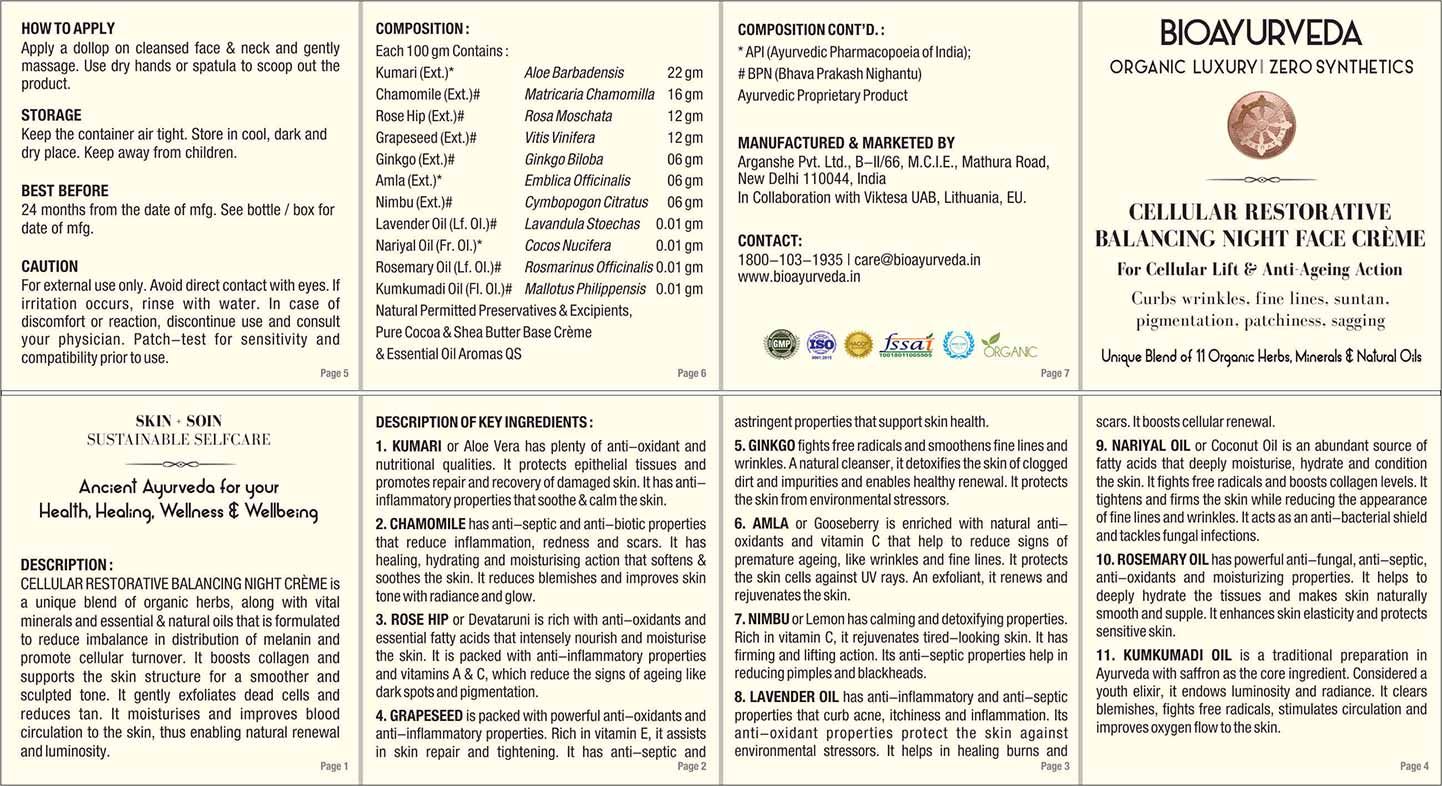 HOW TO APPLY
Apply a dollop on cleansed face & neck and gently
massage. Use dry hands or spatula to scoop out the
product.
STORAGE
Keep the container air tight. Store in cool, dark and
dry place. Keep away from children.
BEST BEFORE
24 months from the date of mfg. See bottle / box for
date of mfg.
CAUTION
For external use only. Avoid direct contact with eyes. If
irritation occurs, rinse with water. In case of
discomfort or reaction, discontinue use and consult
your physician. Patch–test for sensitivity and
compatibility prior to use.
Page 5
COMPOSITION :
Each 100 gm Contains :
Kumari (Ext.)* Aloe Barbadensis 22 gm
Chamomile (Ext.)# Matricaria Chamomilla 16 gm
Rose Hip (Ext.)# Rosa Moschata 12 gm
Grapeseed (Ext.)# Vitis Vinifera 12 gm
Ginkgo (Ext.)# Ginkgo Biloba 06 gm
Amla (Ext.)* Emblica Officinalis 06 gm
Nimbu (Ext.)# Cymbopogon Citratus 06 gm
Lavender Oil (Lf. Ol.)# Lavandula Stoechas 0.01 gm
Nariyal Oil (Fr. Ol.)* Cocos Nucifera 0.01 gm
Rosemary Oil (Lf. Ol.)# Rosmarinus Officinalis 0.01 gm
Kumkumadi Oil (Fl. Ol.)# Mallotus Philippensis 0.01 gm
Natural Permitted Preservatives & Excipients,
Pure Cocoa & Shea Butter Base Crème
& Essential Oil Aromas QS
Page 6
COMPOSITION CONT’D. :
* API (Ayurvedic Pharmacopoeia of India);
# BPN (Bhava Prakash Nighantu)
Ayurvedic Proprietary Product
MANUFACTURED & MARKETED BY
Arganshe Pvt. Ltd., B–II/66, M.C.I.E., Mathura Road,
New Delhi 110044, India
In Collaboration with Viktesa UAB, Lithuania, EU.
CONTACT:
1800–103–1935 | care@bioayurveda.in
www.bioayurveda.in
GMP
ISO
9001:2015
HACCP
fssai
10018011005505
ORGANIC
Page 7
BIOAYURVEDA
ORGANIC LUXURY | ZERO SYNTHETICS
CELLULAR RESTORATIVE
BALANCING NIGHT FACE CRÈME
For Cellular Lift & Anti-Ageing Action
Curbs wrinkles, fine lines, suntan,
pigmentation, patchiness, sagging
Unique Blend of 11 Organic Herbs, Minerals & Natural Oils
SKIN + SOIN
SUSTAINABLE SELFCARE
Ancient Ayurveda for your
Health, Healing, Wellness & Wellbeing
DESCRIPTION :
CELLULAR RESTORATIVE BALANCING NIGHT CRÈME is
a unique blend of organic herbs, along with vital
minerals and essential & natural oils that is formulated
to reduce imbalance in distribution of melanin and
promote cellular turnover. It boosts collagen and
supports the skin structure for a smoother and
sculpted tone. It gently exfoliates dead cells and
reduces tan. It moisturises and improves blood
circulation to the skin, thus enabling natural renewal
and luminosity.
Page 1
DESCRIPTION OF KEY INGREDIENTS :
1. KUMARI or Aloe Vera has plenty of anti–oxidant and
nutritional qualities. It protects epithelial tissues and
promotes repair and recovery of damaged skin. It has anti–
inflammatory properties that soothe & calm the skin.
2. CHAMOMILE has anti–septic and anti–biotic properties
that reduce inflammation, redness and scars. It has
healing, hydrating and moisturising action that softens &
soothes the skin. It reduces blemishes and improves skin
tone with radiance and glow.
3. ROSE HIP or Devataruni is rich with anti–oxidants and
essential fatty acids that intensely nourish and moisturise
the skin. It is packed with anti–inflammatory properties
and vitamins A & C, which reduce the signs of ageing like
dark spots and pigmentation.
4. GRAPESEED is packed with powerful anti–oxidants and
anti–inflammatory properties. Rich in vitamin E, it assists
in skin repair and tightening. It has anti–septic and
Page 2
astringent properties that support skin health.
5. GINKGO fights free radicals and smoothens fine lines and
wrinkles. A natural cleanser, it detoxifies the skin of clogged
dirt and impurities and enables healthy renewal. It protects
the skin from environmental stressors.
6. AMLA or Gooseberry is enriched with natural anti–
oxidants and vitamin C that help to reduce signs of
premature ageing, like wrinkles and fine lines. It protects
the skin cells against UV rays. An exfoliant, it renews and
rejuvenates the skin.
7. NIMBU or Lemon has calming and detoxifying properties.
Rich in vitamin C, it rejuvenates tired–looking skin. It has
firming and lifting action. Its anti–septic properties help in
reducing pimples and blackheads.
8. LAVENDER OIL has anti–inflammatory and anti–septic
properties that curb acne, itchiness and inflammation. Its
anti–oxidant properties protect the skin against
environmental stressors. It helps in healing burns and
Page 3
scars. It boosts cellular renewal.
9. NARIYAL OIL or Coconut Oil is an abundant source of
fatty acids that deeply moisturise, hydrate and condition
the skin. It fights free radicals and boosts collagen levels. It
tightens and firms the skin while reducing the appearance
of fine lines and wrinkles. It acts as an anti–bacterial shield
and tackles fungal infections.
10. ROSEMARY OIL has powerful anti–fungal, anti–septic,
anti–oxidants and moisturizing properties. It helps to
deeply hydrate the tissues and makes skin naturally
smooth and supple. It enhances skin elasticity and protects
sensitive skin.
11. KUMKUMADI OIL is a traditional preparation in
Ayurveda with saffron as the core ingredient. Considered a
youth elixir, it endows luminosity and radiance. It clears
blemishes, fights free radicals, stimulates circulation and
improves oxygen flow to the skin.
Page 4